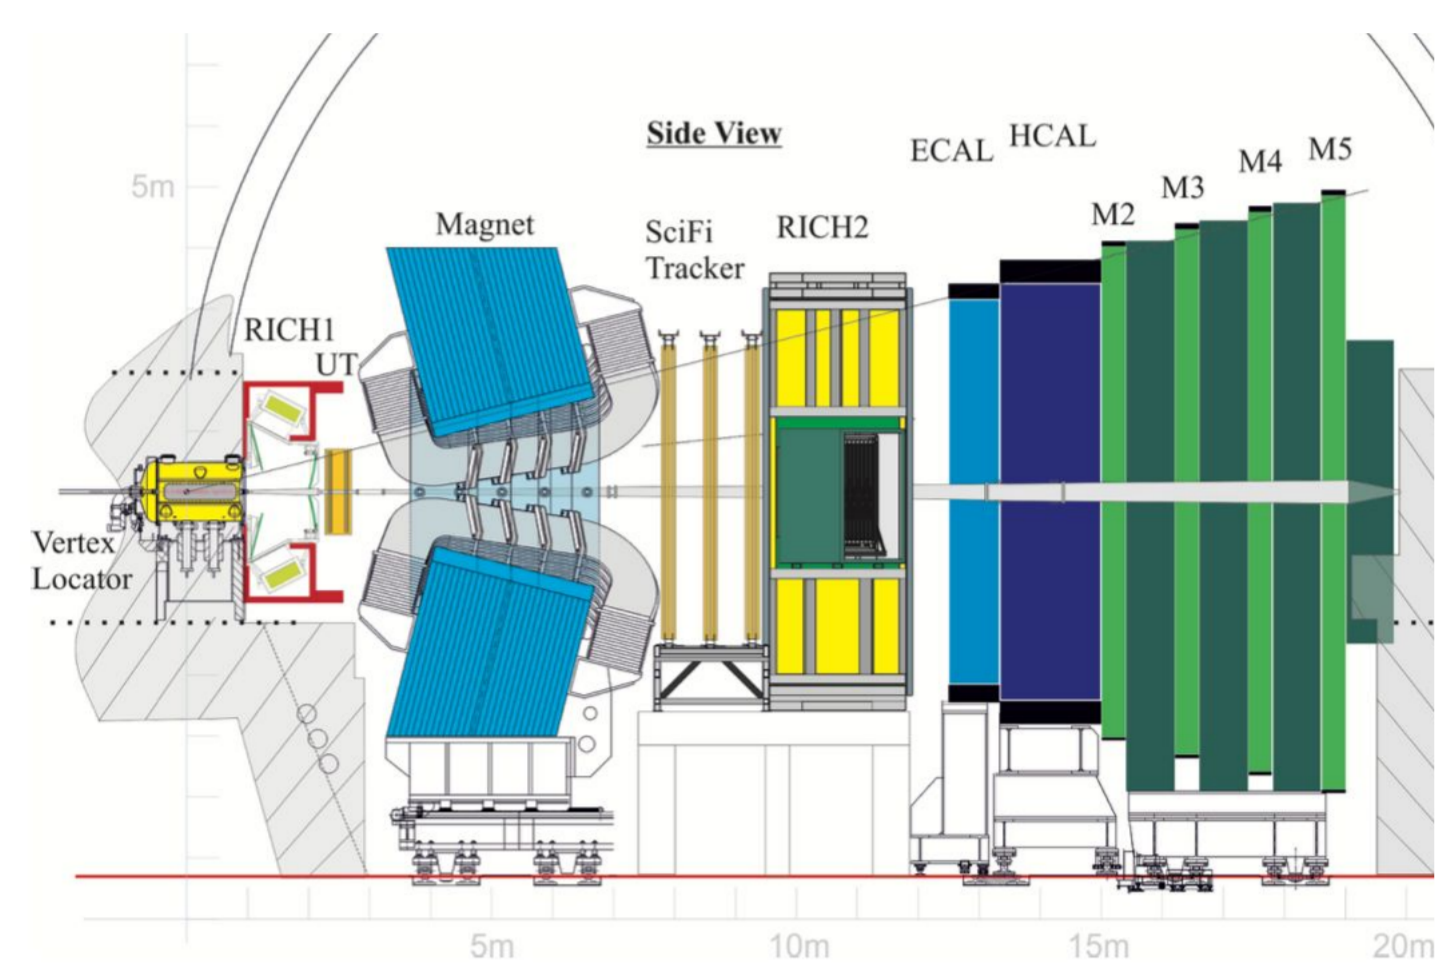 Side View
ECAL
HCAL
M5
M4
M3
M2
5m
Magnet
SciFi
Tracker
RICH2
RICH1
UT
Vertex
Locator
5m
10m
15m
20m